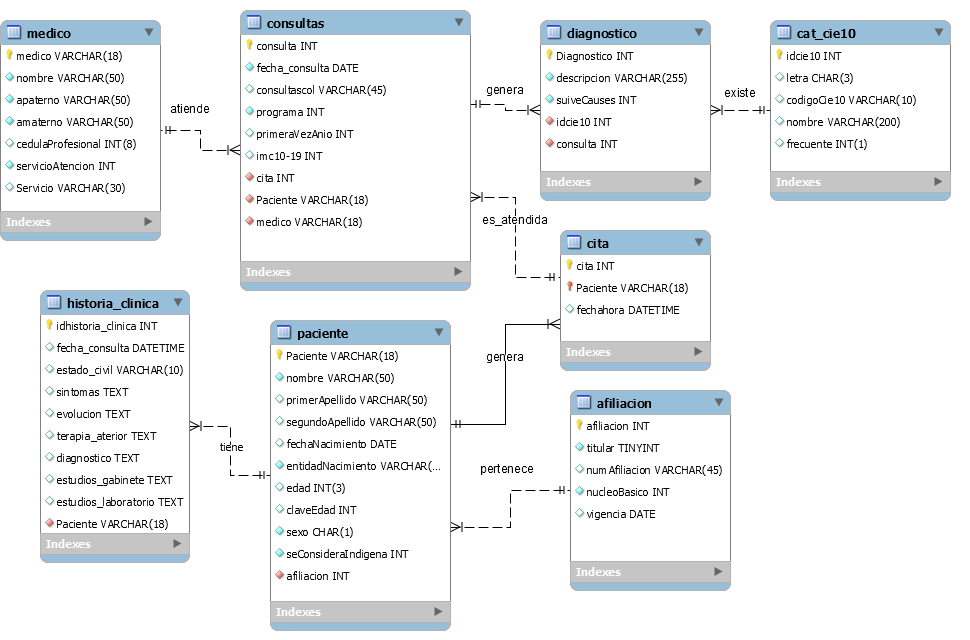 medico
medico VARCHAR(18)
nombre VARCHAR(50)
apaterno VARCHAR(50)
amaterno VARCHAR(50)
cedulaProfesional INT(8)
servicioAtencion INT
Servicio VARCHAR(30)
Indexes
atiende
consultas
consulta INT
fecha_consulta DATE
consultascol VARCHAR(45)
programa INT
primeraVezAnio INT
imc10-19 INT
cita INT
Paciente VARCHAR(18)
medico VARCHAR(18)
Indexes
genera
diagnostico
Diagnostico INT
descripcion VARCHAR(255)
suiveCauses INT
idcie10 INT
consulta INT
Indexes
existe
cat_cie10
idcie10 INT
letra CHAR(3)
codigoCie10 VARCHAR(10)
nombre VARCHAR(200)
frecuente INT(1)
Indexes
es_atendida
cita
cita INT
Paciente VARCHAR(18)
fechahora DATETIME
Indexes
genera
historia_clinica
idhistoria_clinica INT
fecha_consulta DATETIME
estado_civil VARCHAR(10)
sintomas TEXT
evolucion TEXT
terapia_aterior TEXT
diagnostico TEXT
estudios_gabinete TEXT
estudios_laboratorio TEXT
Paciente VARCHAR(18)
Indexes
tiene
paciente
Paciente VARCHAR(18)
nombre VARCHAR(50)
primerApellido VARCHAR(50)
segundoApellido VARCHAR(50)
fechaNacimiento DATE
entidadNacimiento VARCHAR(...
edad INT(3)
claveEdad INT
sexo CHAR(1)
seConsideraIndigena INT
afiliacion INT
Indexes
pertenece
afiliacion
afiliacion INT
titular TINYINT
numAfiliacion VARCHAR(45)
nucleoBasico INT
vigencia DATE
Indexes